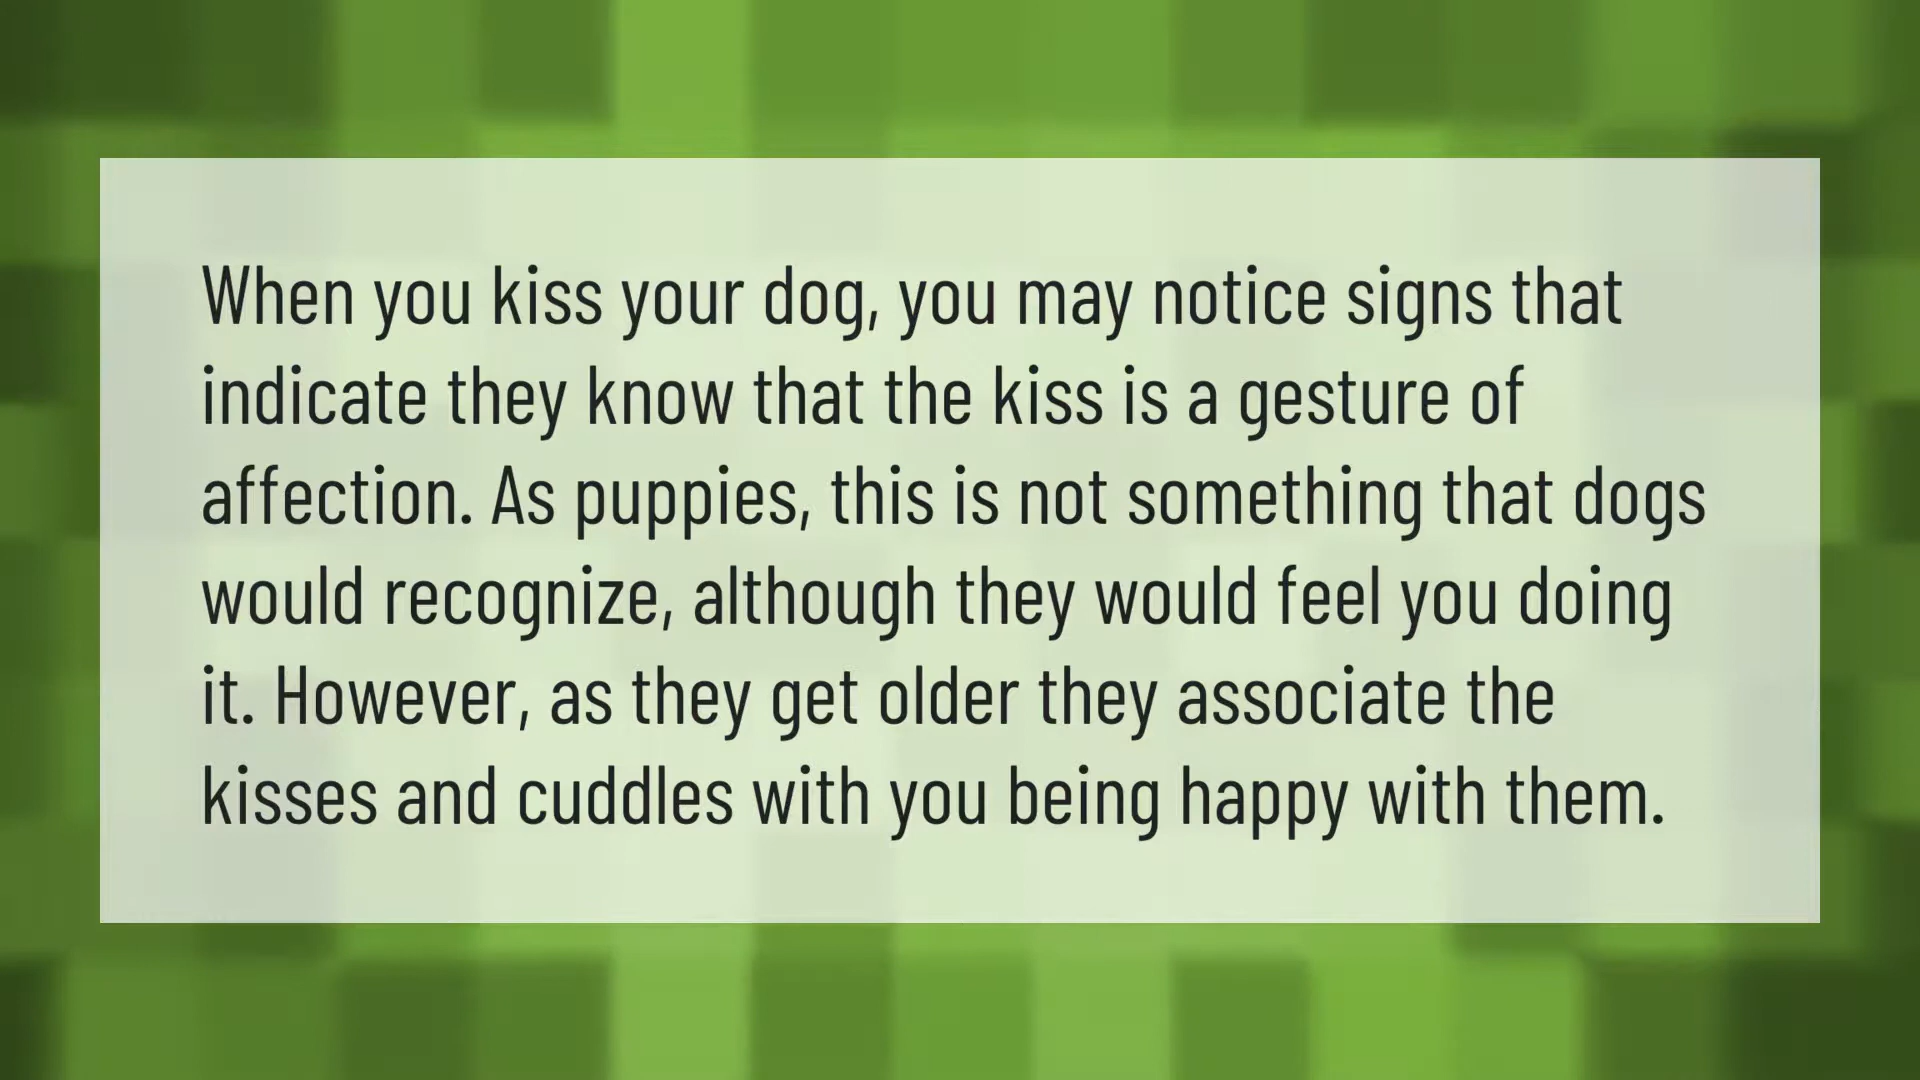 When you kiss your dog, you may notice signs that
indicate they know that the kiss is a gesture of
affection. As puppies, this is not something that dogs
would recognize, although they would feel you doing
it. However, as they get older they associate the
kisses and cuddles with you being happy with them.